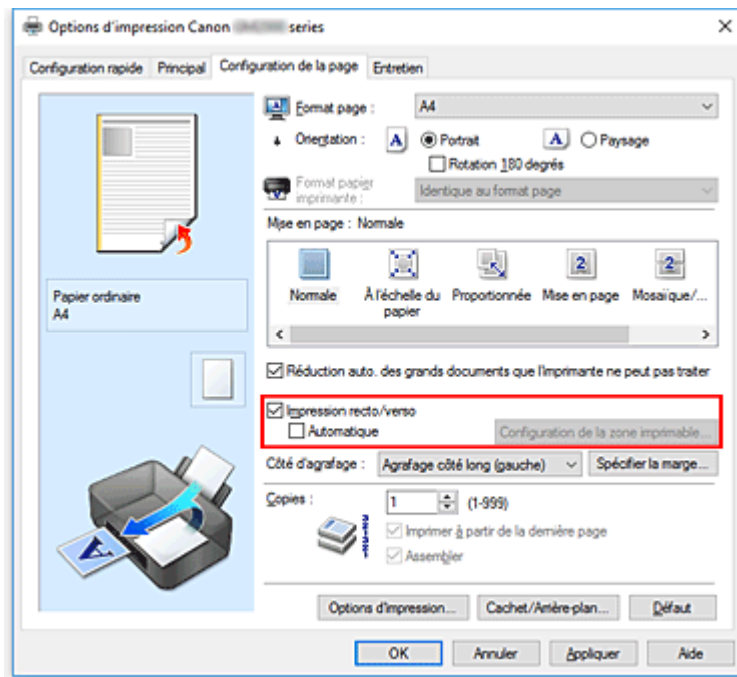 Options d'impression Canon series
Configuration rapide Principal Configuration de la page Entretien
Format page : A4
Orientation : A Portrait A Paysage
Rotation 180 degrés
Format papier imprimante : Identique au format page
Mise en page : Normale
2 2
Normale À l'échelle du papier Proportionnée Mise en page Mosaïque/...
Papier ordinaire
A4
Réduction auto. des grands documents que l'imprimante ne peut pas traiter
Impression recto/verso
Automatique Configuration de la zone imprimable...
Côté d'agrafage : Agrafage côté long (gauche) Spécifier la marge...
Copies : 1 (1-999)
Imprimer à partir de la dernière page
Assembler
A
Options d'impression... Cachet/Arrière-plan... Défaut
OK Annuler Appliquer Aide